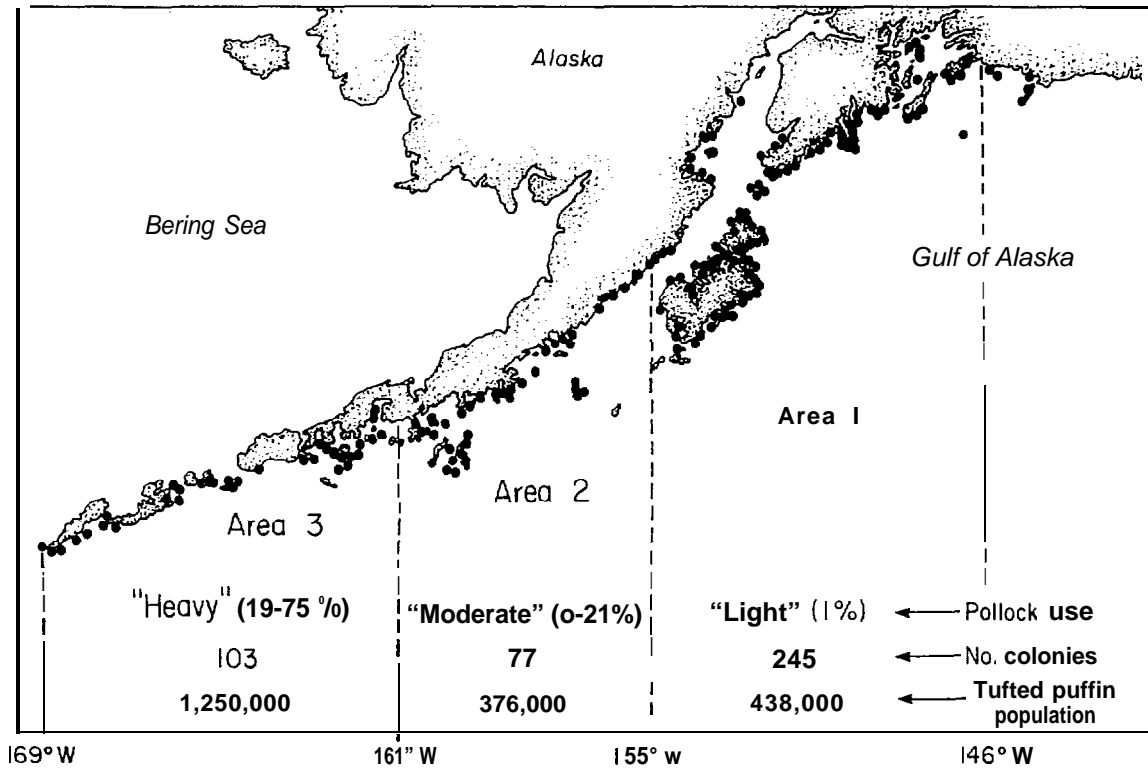 Alaska
Bering Sea
Gulf of Alaska
Area I
Area 2
Area 3
"Heavy" (19-75 %) “Moderate” (o-21%) “Light” (1%) Pollock use
103 77 245 No. colonies
1,250,000 376,000 438,000 Tufted puffin
population
169° W 161" W 155° w 146° W